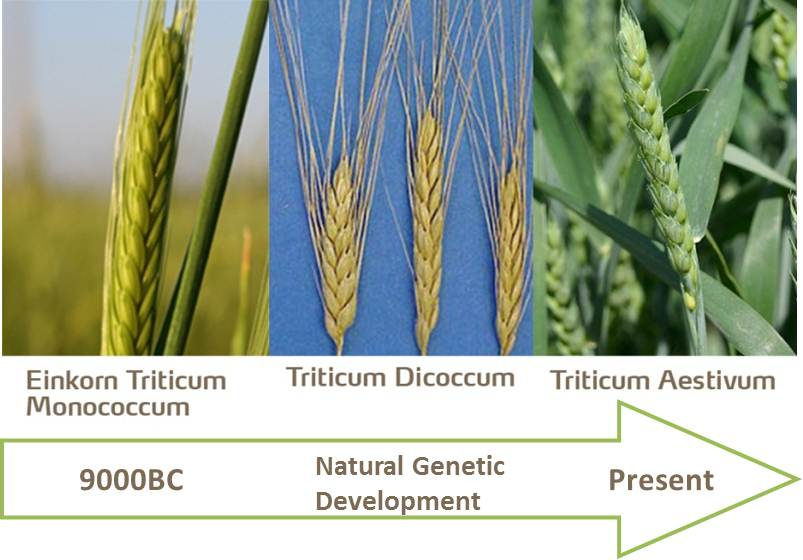 Einkorn Triticum
Monococcum
Triticum Dicoccum
Triticum Aestivum
9000BC
Natural Genetic
Development
Present